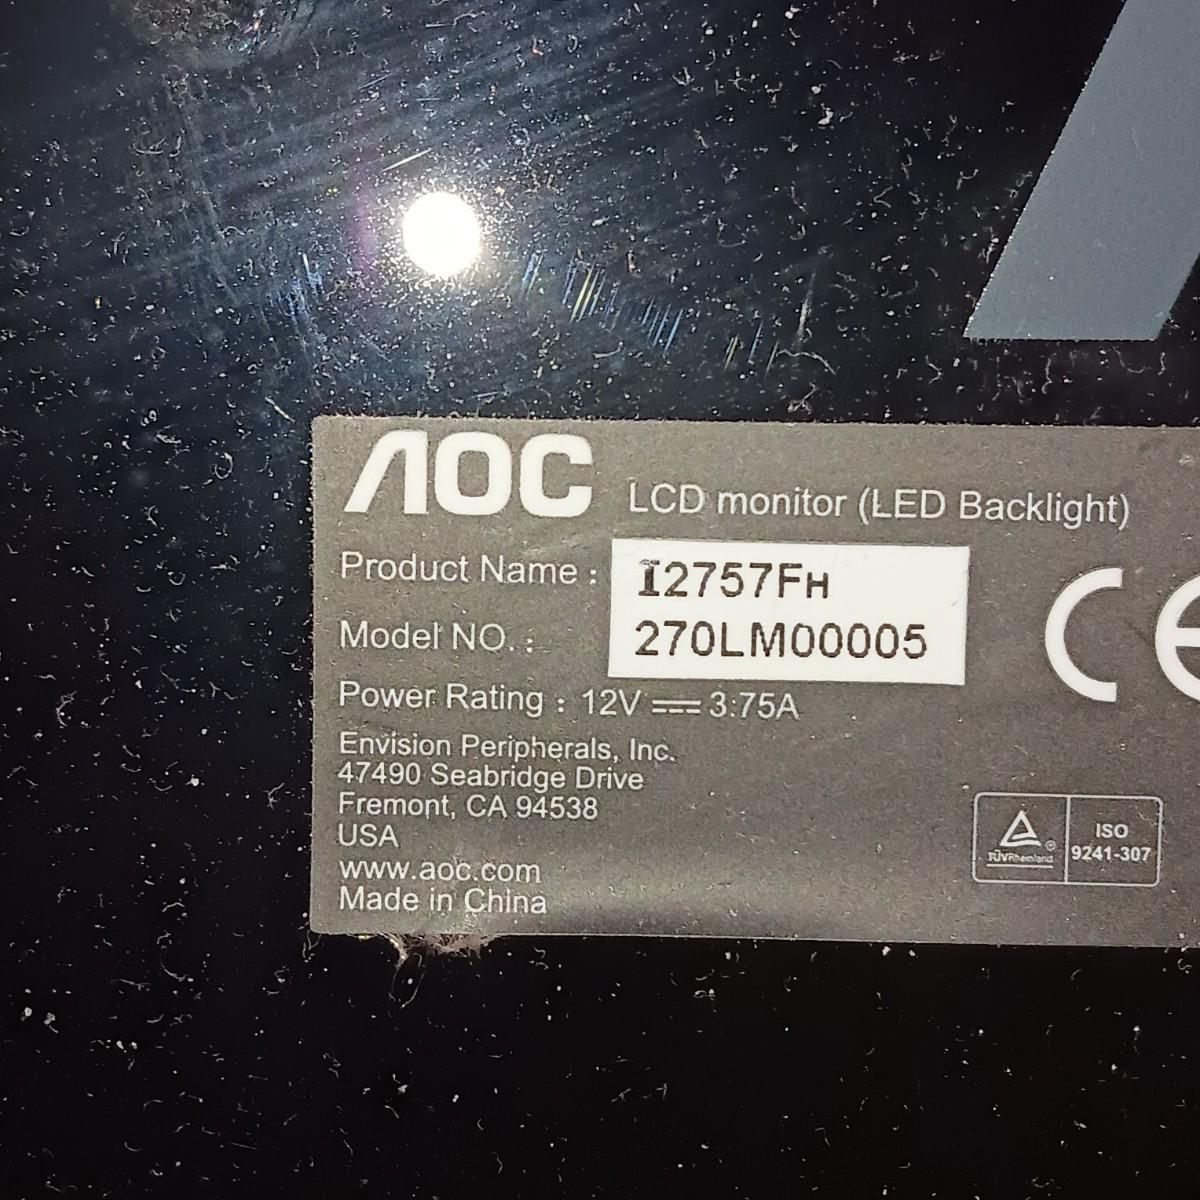 AOC LCD monitor (LED Backlight)
Product Name : I2757FH
Model NO. : 270LM00005
Power Rating : 12V ⎓ 3.75A
Envision Peripherals, Inc.
47490 Seabridge Drive
Fremont, CA 94538
USA
www.aoc.com
Made in China
CE
TÜVRheinland ®
ISO
9241-307